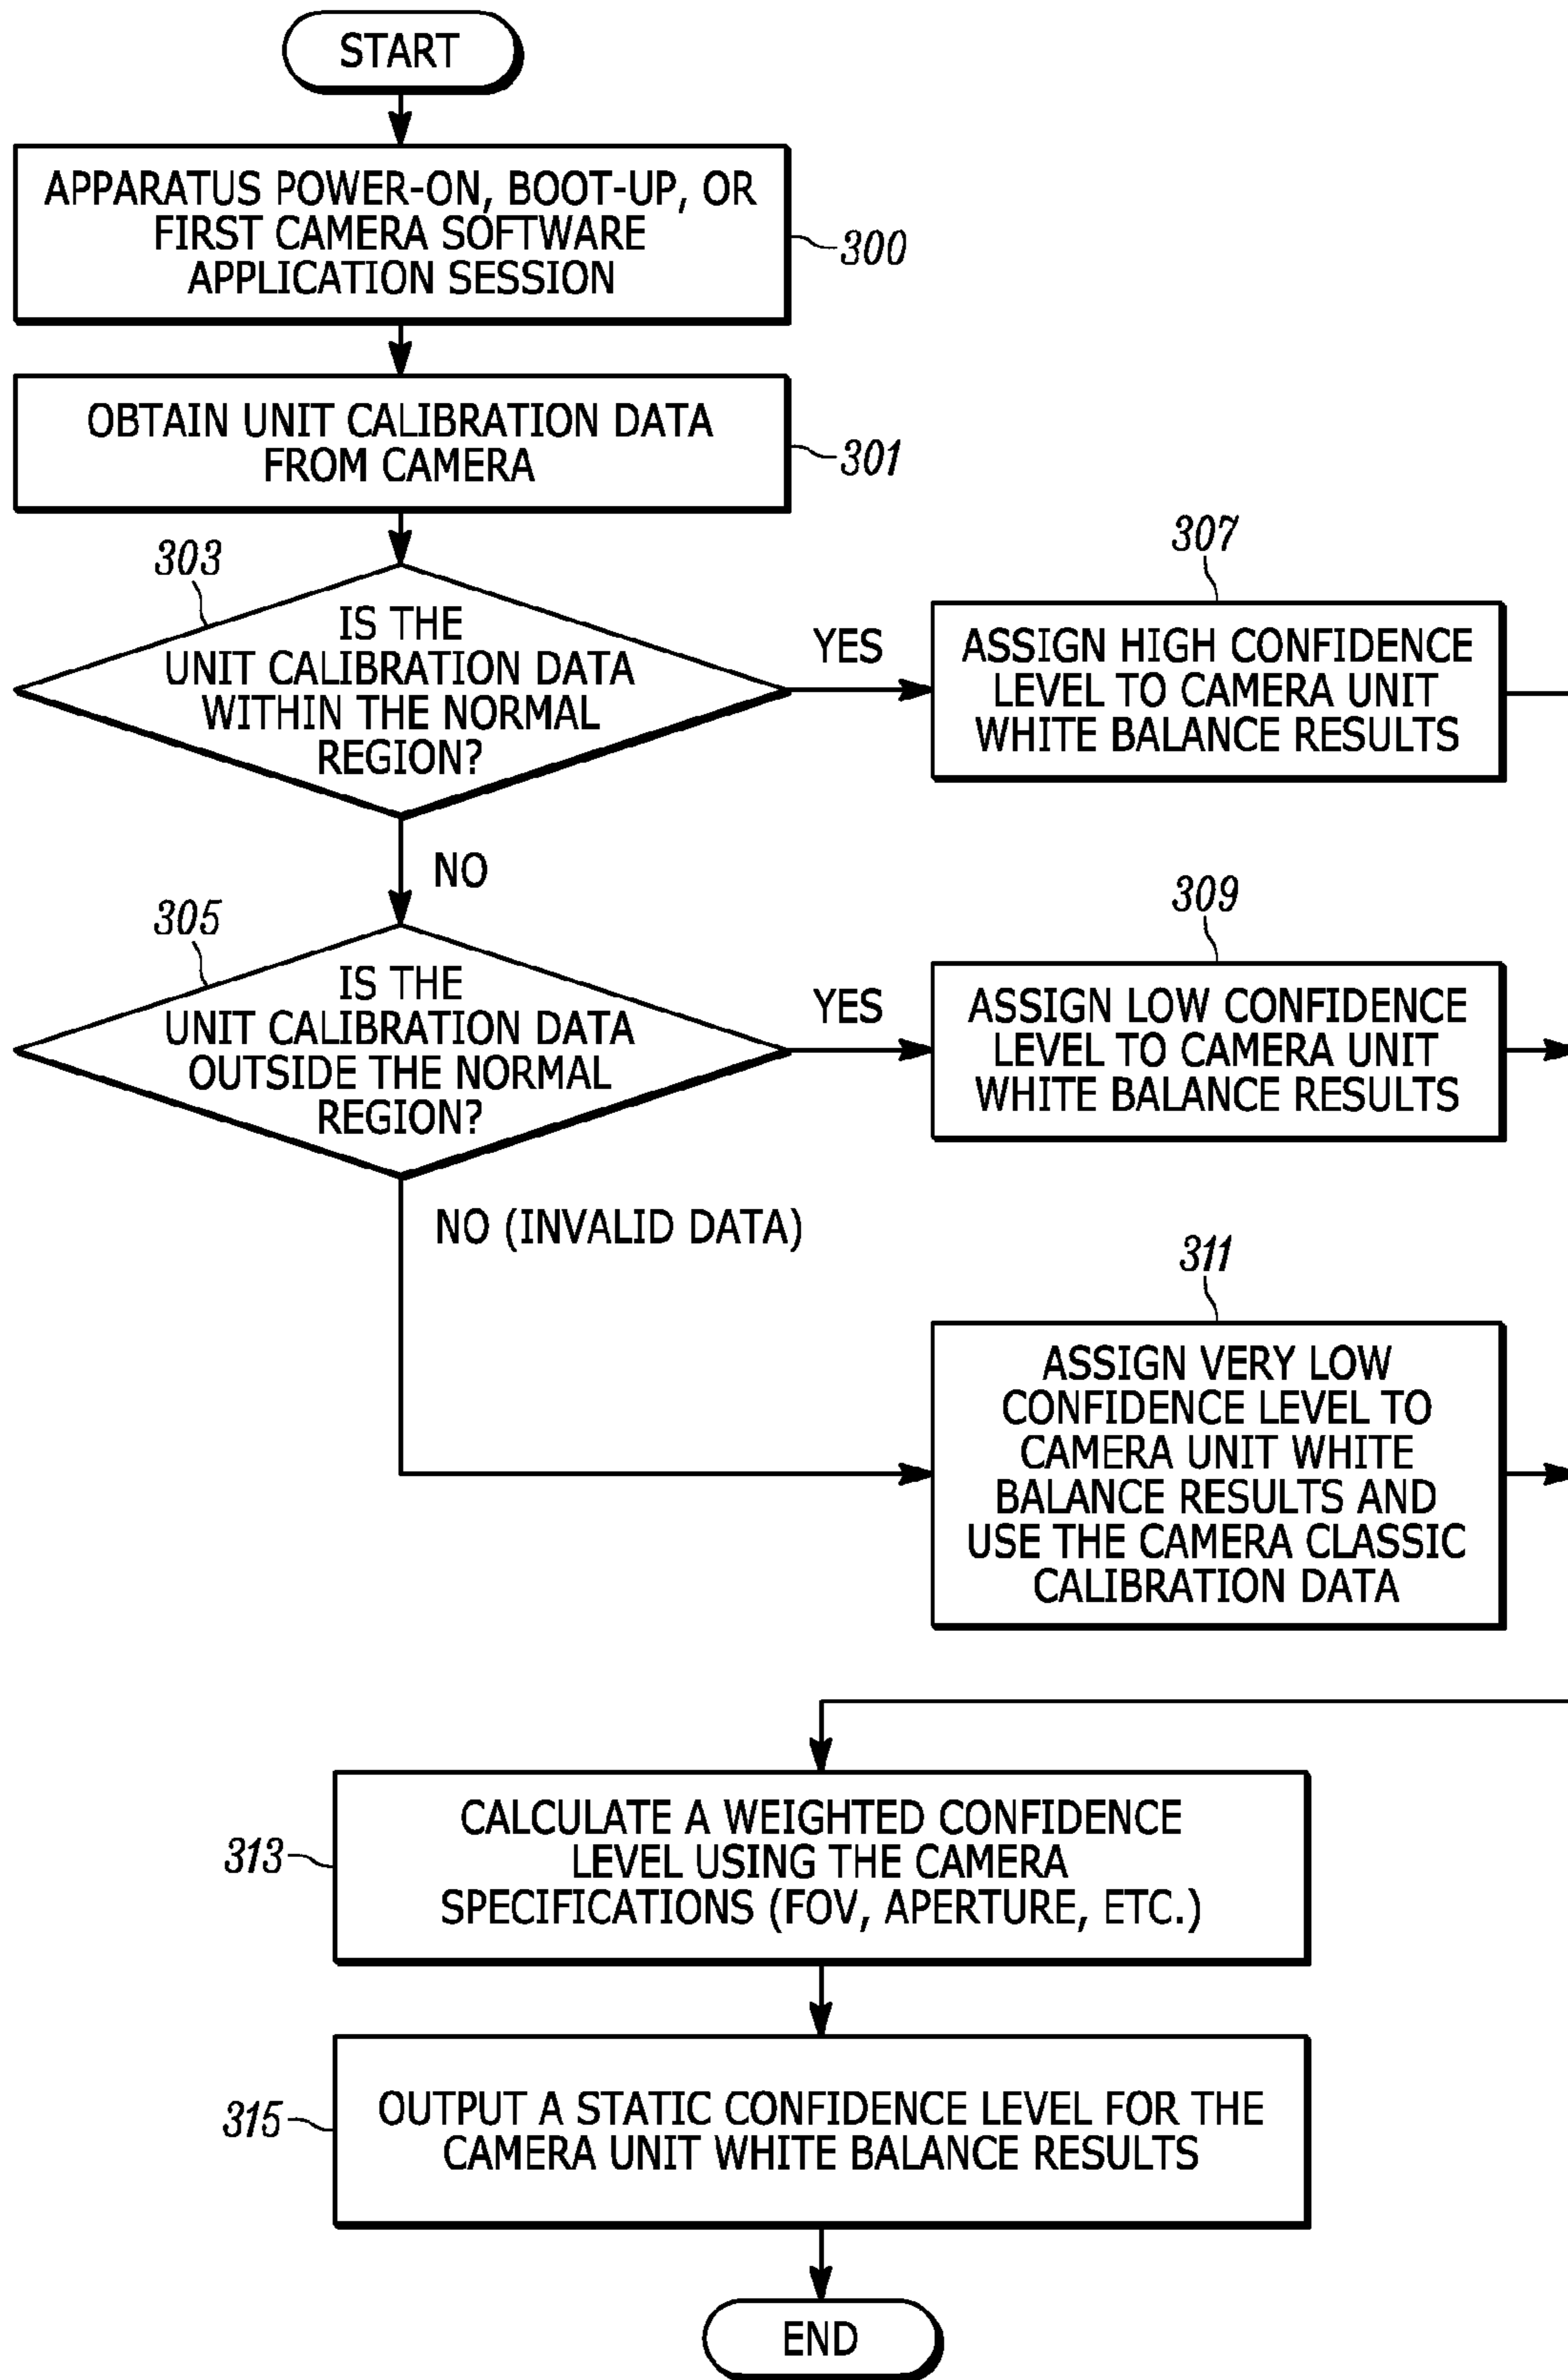 START
APPARATUS POWER-ON, BOOT-UP, OR
FIRST CAMERA SOFTWARE
APPLICATION SESSION
300
OBTAIN UNIT CALIBRATION DATA
FROM CAMERA
301
303
IS THE
UNIT CALIBRATION DATA
WITHIN THE NORMAL
REGION?
YES
307
ASSIGN HIGH CONFIDENCE
LEVEL TO CAMERA UNIT
WHITE BALANCE RESULTS
NO
305
IS THE
UNIT CALIBRATION DATA
OUTSIDE THE NORMAL
REGION?
YES
309
ASSIGN LOW CONFIDENCE
LEVEL TO CAMERA UNIT
WHITE BALANCE RESULTS
NO (INVALID DATA)
311
ASSIGN VERY LOW
CONFIDENCE LEVEL TO
CAMERA UNIT WHITE
BALANCE RESULTS AND
USE THE CAMERA CLASSIC
CALIBRATION DATA
313
CALCULATE A WEIGHTED CONFIDENCE
LEVEL USING THE CAMERA
SPECIFICATIONS (FOV, APERTURE, ETC.)
315
OUTPUT A STATIC CONFIDENCE LEVEL FOR THE
CAMERA UNIT WHITE BALANCE RESULTS
END